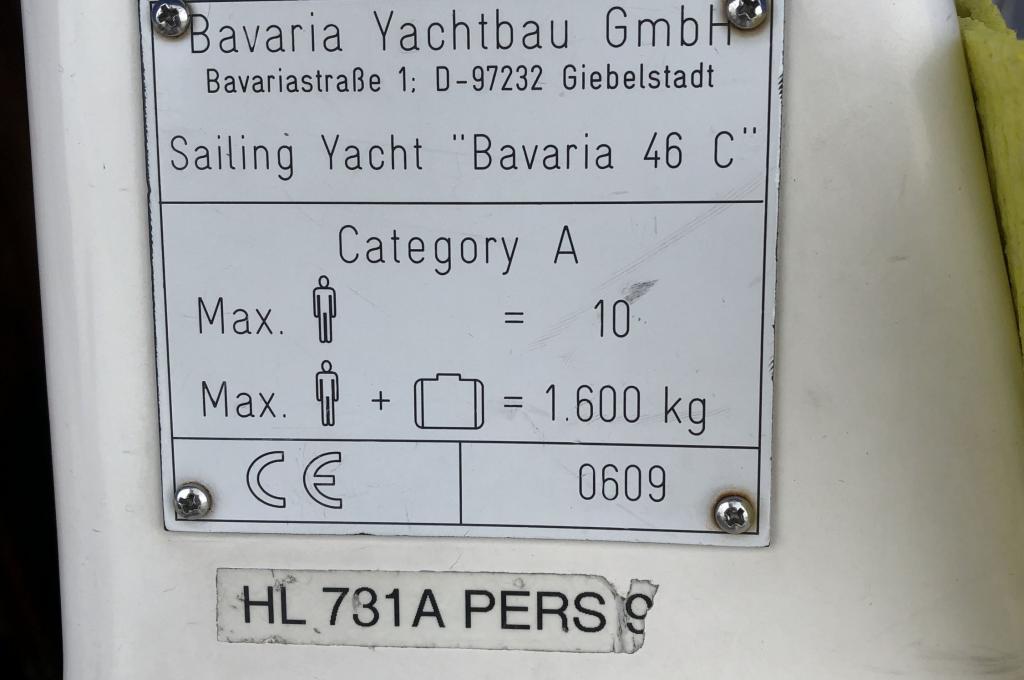 Bavaria Yachtbau GmbH
Bavariastraße 1; D-97232 Giebelstadt
Sailing Yacht "Bavaria 46 C"
Category A
Max. = 10
Max. + = 1.600 kg
CE 0609
HL 731A PERS 9